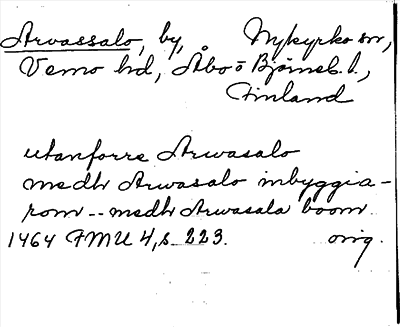 Arvassalo, by, Nykyrko sn,
Vemo hd, Åbo o Björneb. l.,
Finland
utanforre Arwasalo
medh Arwasalo inbyggia-
rom -- medh Arwasala boom
1464 FMU 4, s. 223. orig.